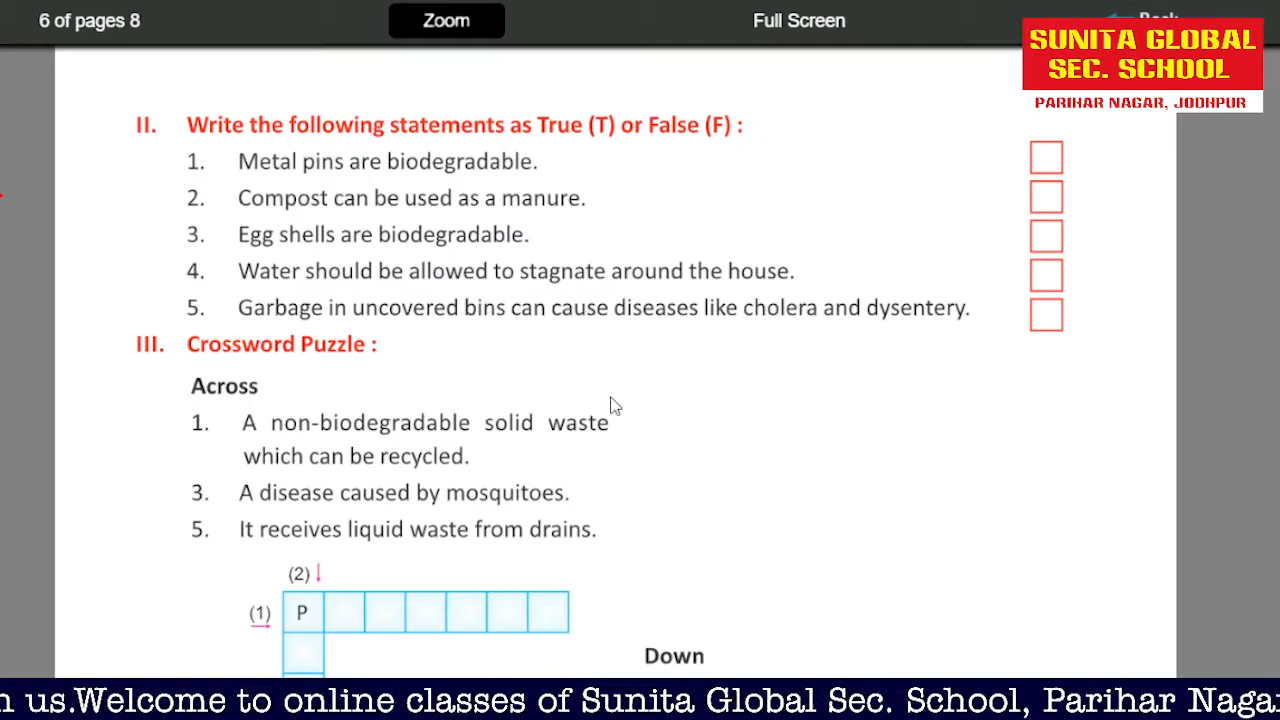 6 of pages 8
Zoom
Full Screen
SUNITA GLOBAL
SEC. SCHOOL
PARIHAR NAGAR, JODHPUR
II. Write the following statements as True (T) or False (F) :
1. Metal pins are biodegradable.
2. Compost can be used as a manure.
3. Egg shells are biodegradable.
4. Water should be allowed to stagnate around the house.
5. Garbage in uncovered bins can cause diseases like cholera and dysentery.
III. Crossword Puzzle :
Across
1. A non-biodegradable solid waste
which can be recycled.
3. A disease caused by mosquitoes.
5. It receives liquid waste from drains.
(2)
(1) P
Down
us.Welcome to online classes of Sunita Global Sec. School, Parihar Naga